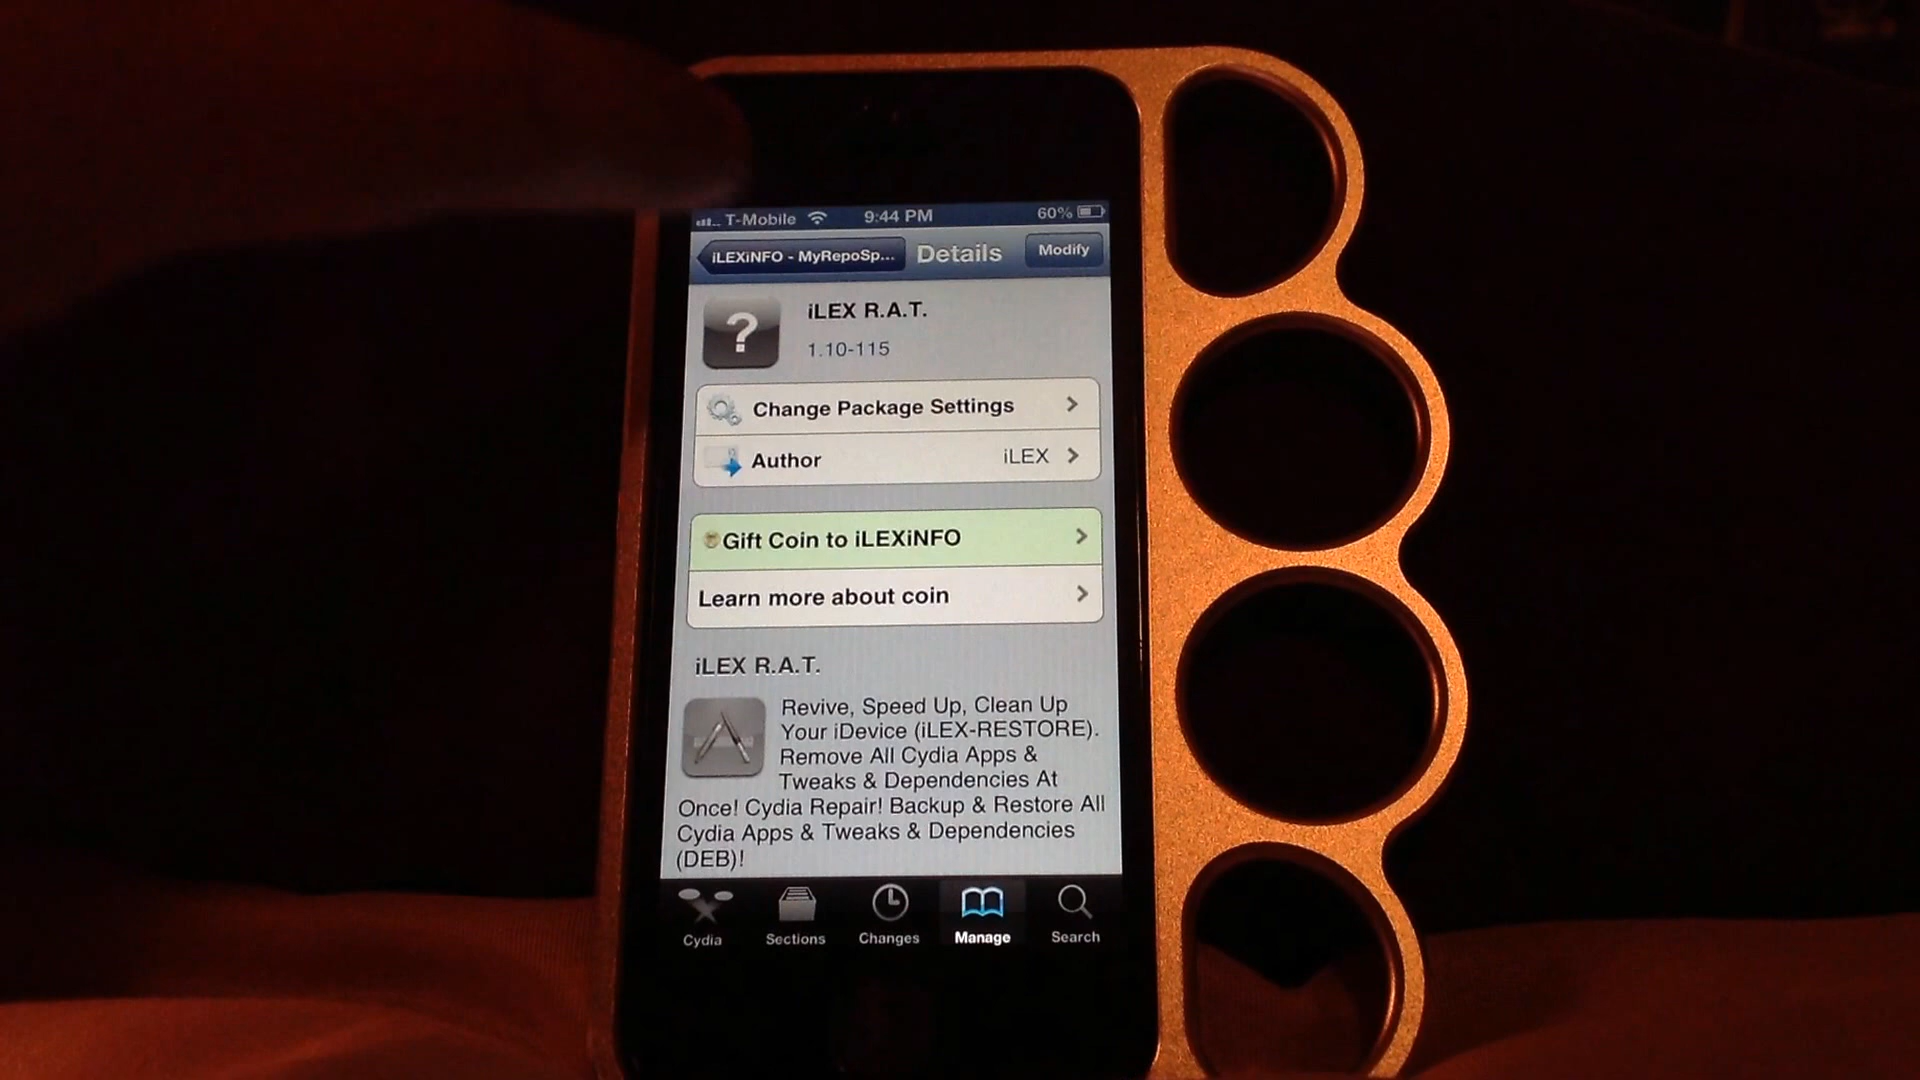 T-Mobile 9:44 PM 60%
iLEXiNFO - MyRepoSp... Details Modify
?
iLEX R.A.T.
1.10-115
Change Package Settings
Author iLEX
Gift Coin to iLEXiNFO
Learn more about coin
iLEX R.A.T.
Revive, Speed Up, Clean Up
Your iDevice (iLEX-RESTORE).
Remove All Cydia Apps &
Tweaks & Dependencies At
Once! Cydia Repair! Backup & Restore All
Cydia Apps & Tweaks & Dependencies
(DEB)!
Cydia Sections Changes Manage Search